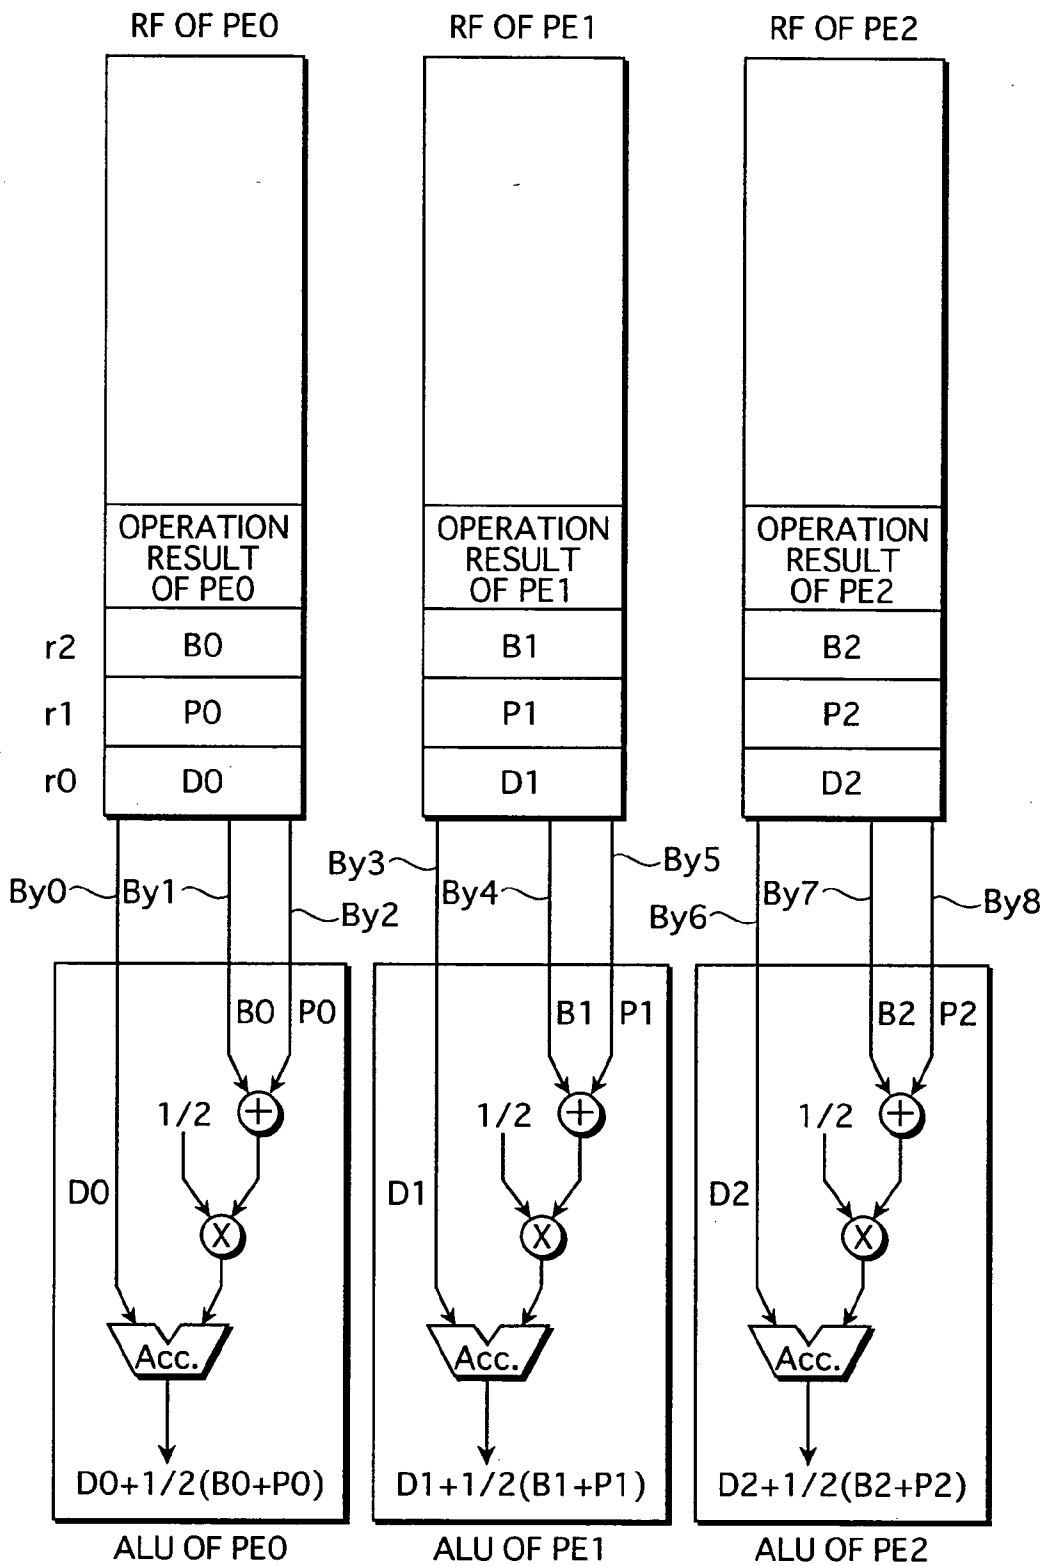 RF OF PE0 RF OF PE1 RF OF PE2
OPERATION RESULT OF PE0
OPERATION RESULT OF PE1
OPERATION RESULT OF PE2
r2 B0 B1 B2
r1 P0 P1 P2
r0 D0 D1 D2
By0 By1 By2 By3 By4 By5 By6 By7 By8
B0 P0 B1 P1 B2 P2
1/2 + 1/2 + 1/2 +
D0 D1 D2
X X X
Acc. Acc. Acc.
D0+1/2(B0+P0) D1+1/2(B1+P1) D2+1/2(B2+P2)
ALU OF PE0 ALU OF PE1 ALU OF PE2